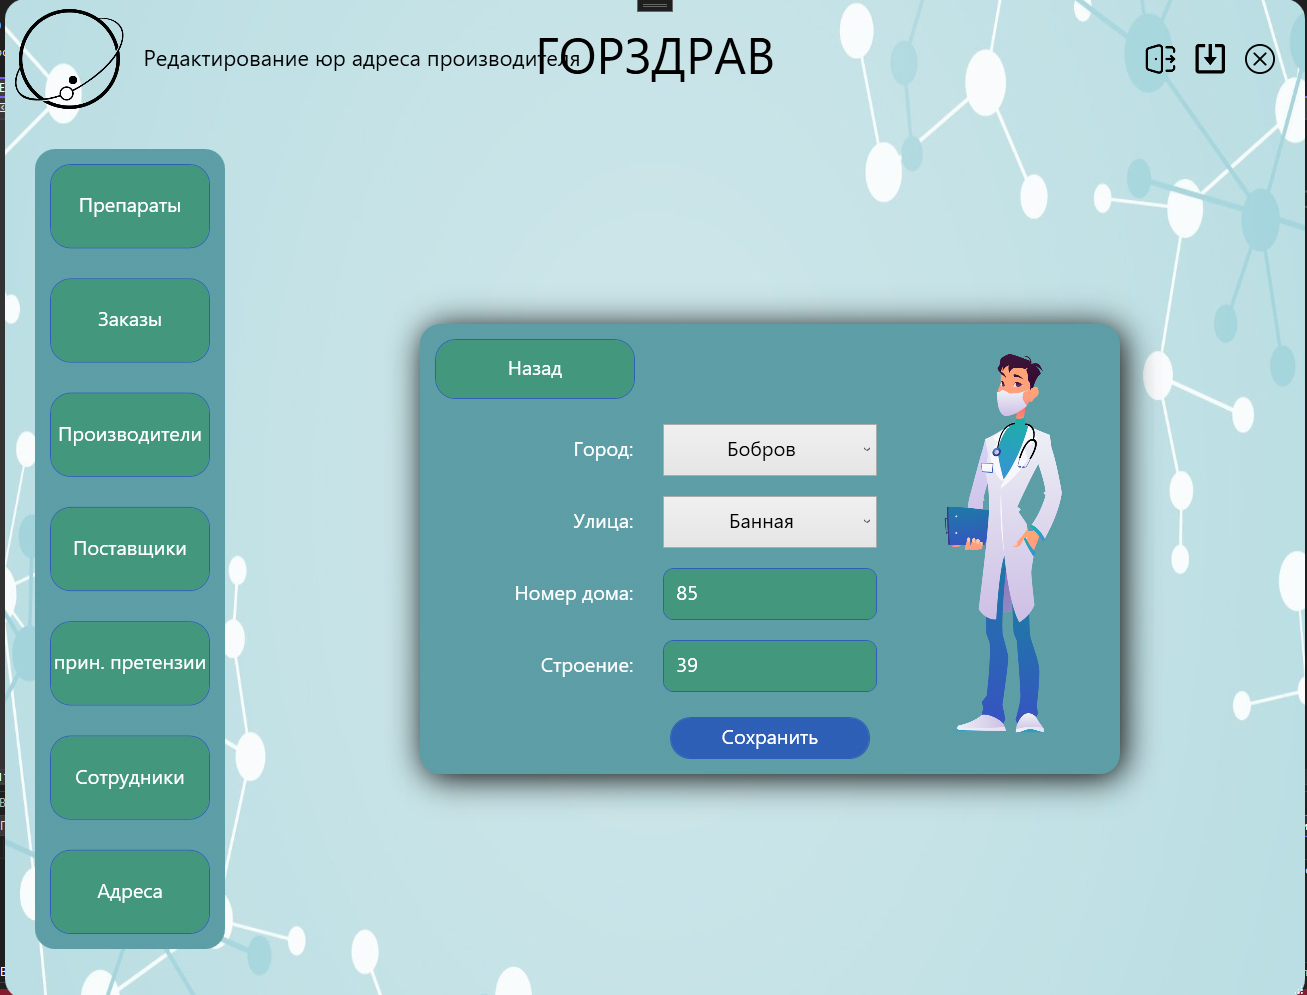 Редактирование юр адреса производителя
ГОРЗДРАВ
Препараты
Заказы
Производители
Поставщики
прин. претензии
Сотрудники
Адреса
Назад
Город:
Бобров
Улица:
Банная
Номер дома:
85
Строение:
39
Сохранить